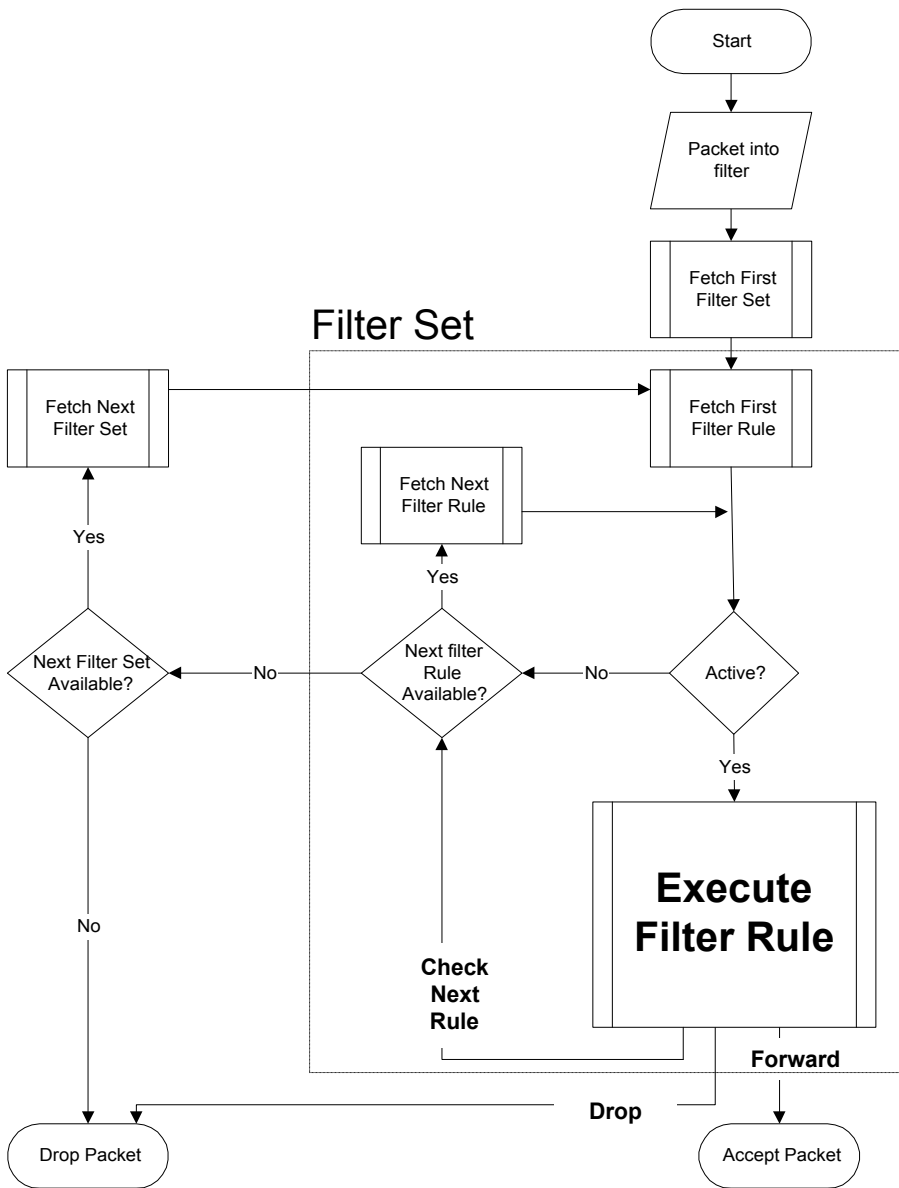 Start
Packet into
filter
Fetch First
Filter Set
Filter Set
Fetch Next
Filter Set
Fetch First
Filter Rule
Fetch Next
Filter Rule
Yes
Yes
Next Filter Set
Available?
No
Next filter
Rule
Available?
No
Active?
Yes
Execute
Filter Rule
No
Check
Next
Rule
Forward
Drop
Drop Packet
Accept Packet